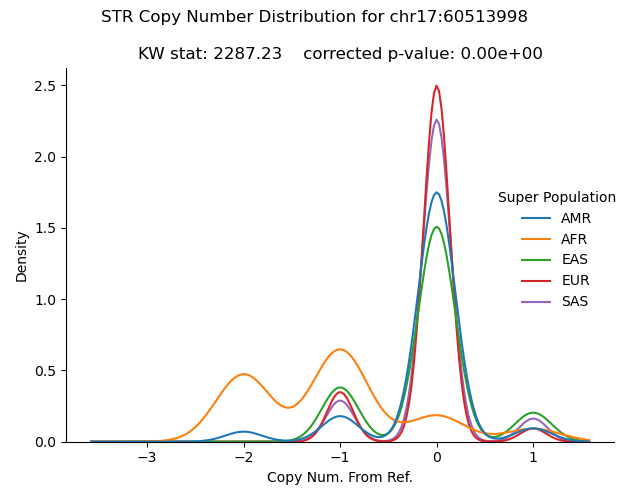 STR Copy Number Distribution for chr17:60513998
KW stat: 2287.23    corrected p-value: 0.00e+00
2.5
2.0
1.5
1.0
0.5
0.0
Density
Super Population
AMR
AFR
EAS
EUR
SAS
−3 −2 −1 0 1
Copy Num. From Ref.